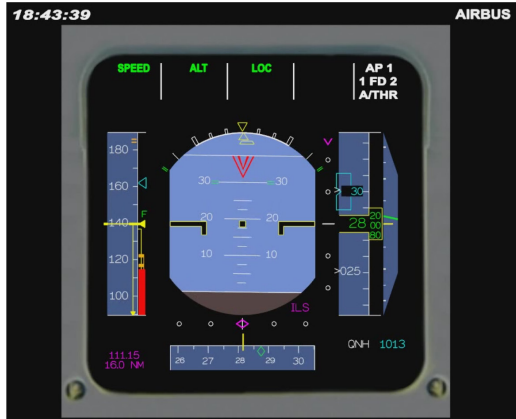 18:43:39 AIRBUS
SPEED ALT LOC AP 1
1 FD 2
A/THR
180
160
F
140
120
100
30 30
20 20
10 10
30
28 20
00
80
025
ILS
111.15
16.0 NM
26 27 28 29 30
QNH 1013